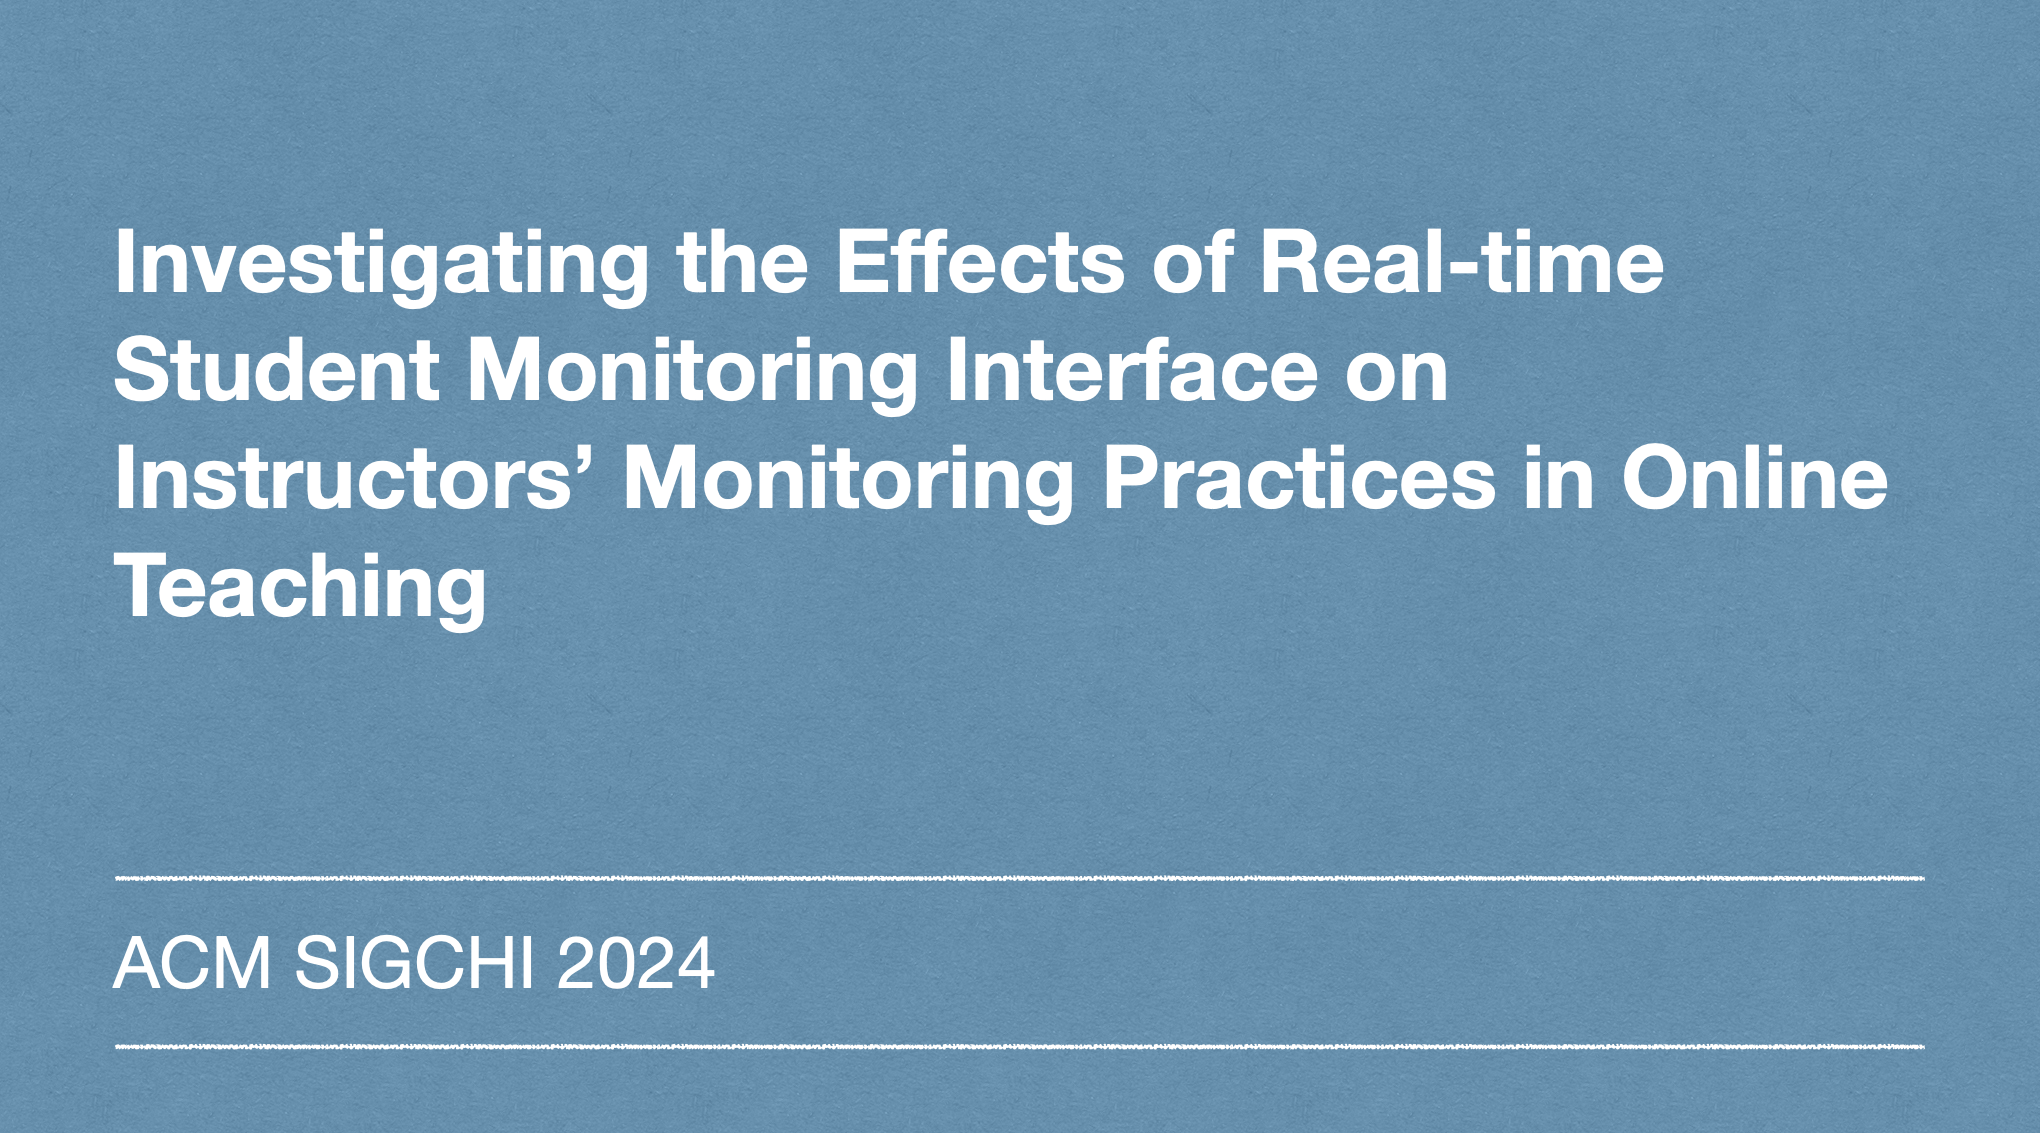 Investigating the Effects of Real-time
Student Monitoring Interface on
Instructors’ Monitoring Practices in Online
Teaching
ACM SIGCHI 2024